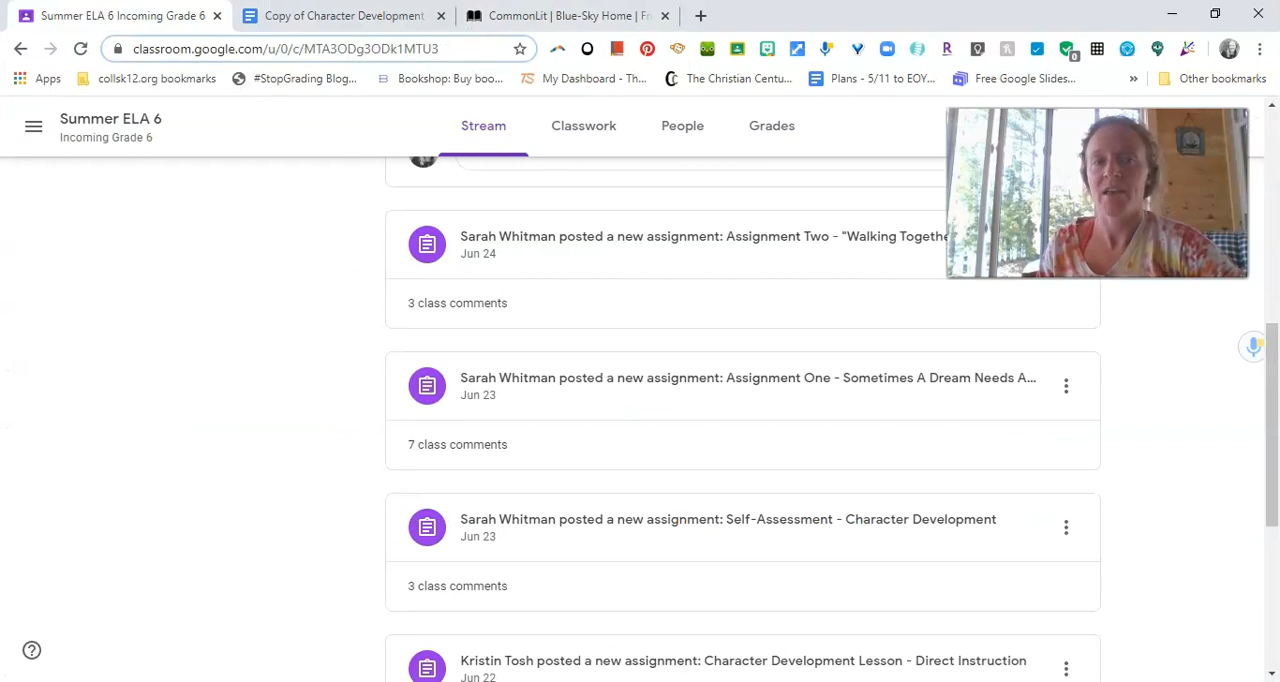 Summer ELA 6 Incoming Grade 6
Copy of Character Development
CommonLit | Blue-Sky Home | Fr
classroom.google.com/u/0/c/MTA3ODg3ODk1MTU3
0
Apps
collsk12.org bookmarks
#StopGrading Blog...
Bookshop: Buy boo...
My Dashboard - Th...
The Christian Centu...
Plans - 5/11 to EOY...
Free Google Slides...
»
Other bookmarks
Summer ELA 6
Incoming Grade 6
Stream
Classwork
People
Grades
Sarah Whitman posted a new assignment: Assignment Two - "Walking Togethe
Jun 24
3 class comments
Sarah Whitman posted a new assignment: Assignment One - Sometimes A Dream Needs A...
Jun 23
7 class comments
Sarah Whitman posted a new assignment: Self-Assessment - Character Development
Jun 23
3 class comments
Kristin Tosh posted a new assignment: Character Development Lesson - Direct Instruction
Jun 22